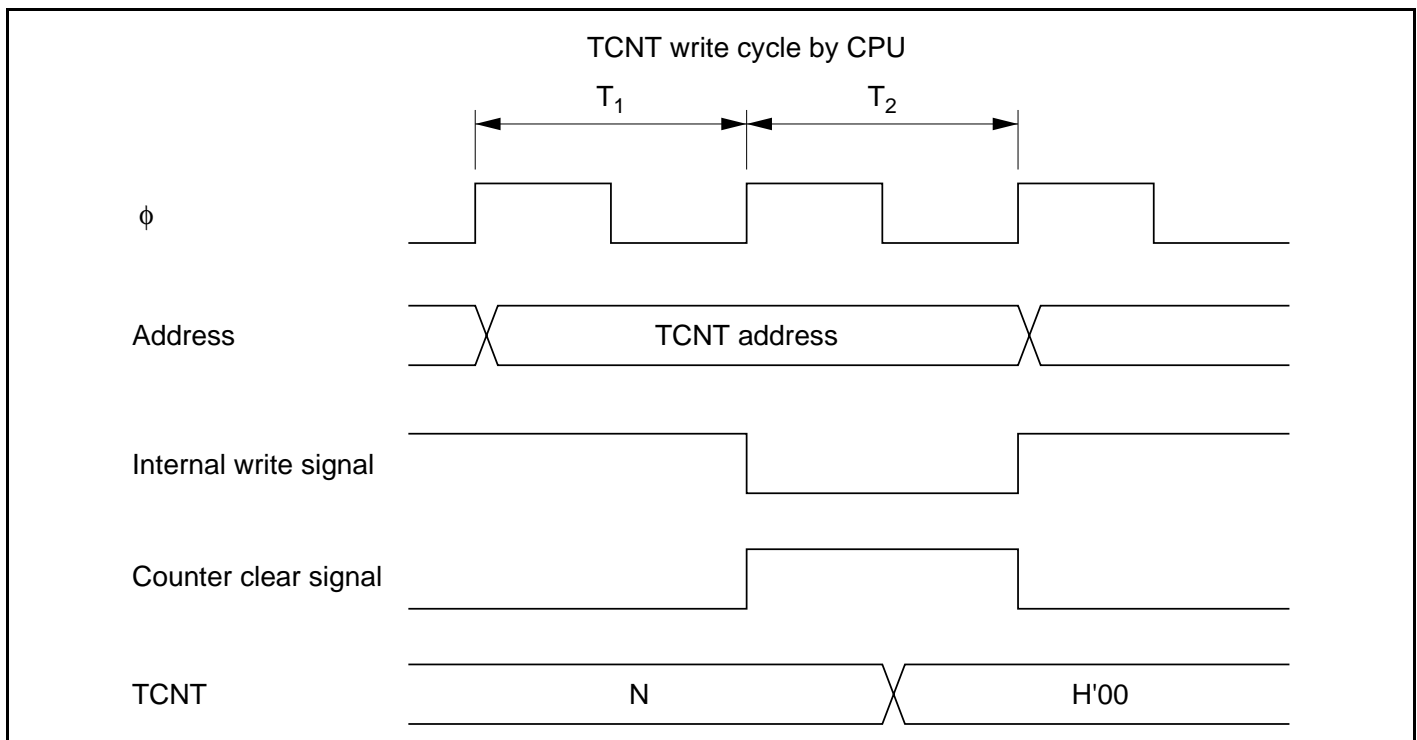 TCNT write cycle by CPU
T1 T2
ϕ
Address TCNT address
Internal write signal
Counter clear signal
TCNT N H'00